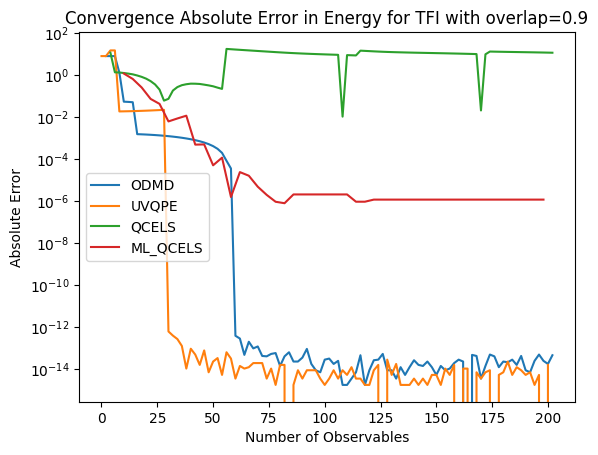 Convergence Absolute Error in Energy for TFI with overlap=0.9
10²
10⁰
10⁻²
10⁻⁴
10⁻⁶
10⁻⁸
10⁻¹⁰
10⁻¹²
10⁻¹⁴
Absolute Error
ODMD
UVQPE
QCELS
ML_QCELS
0 25 50 75 100 125 150 175 200
Number of Observables